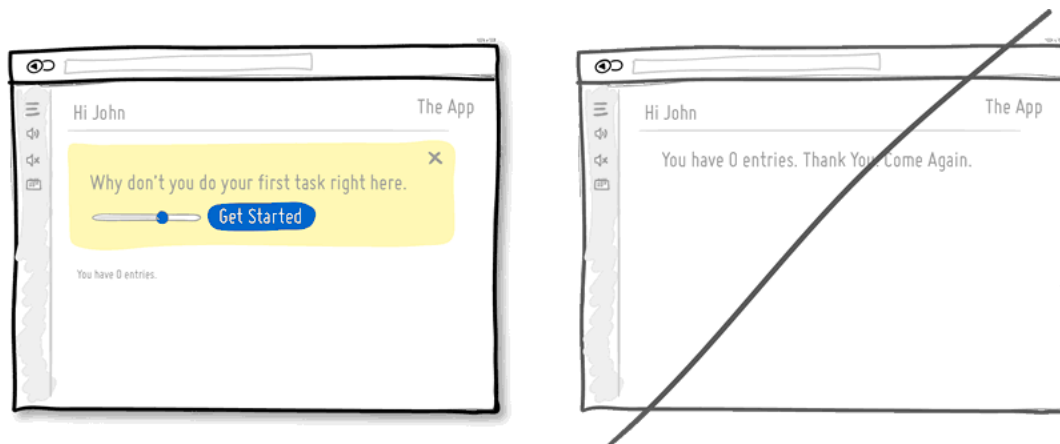 Hi John
The App
Why don't you do your first task right here.
Get Started
You have 0 entries.
Hi John
The App
You have 0 entries. Thank You. Come Again.